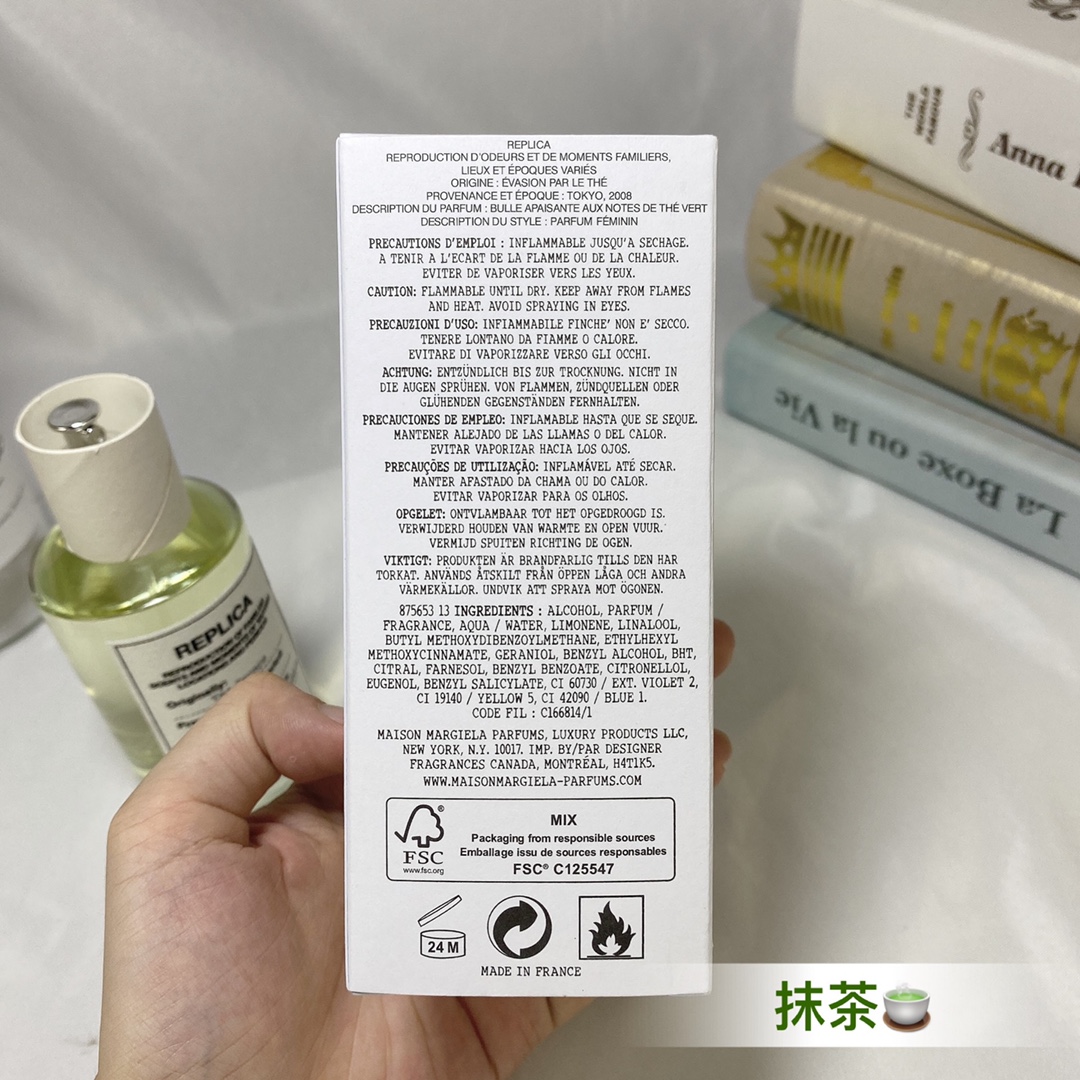 REPLICA
REPRODUCTION D'ODEURS ET DE MOMENTS FAMILIERS,
LIEUX ET ÉPOQUES VARIÉS
ORIGINE : ÉVASION PAR LE THÉ
PROVENANCE ET ÉPOQUE : TOKYO, 2008
DESCRIPTION DU PARFUM : BULLE APAISANTE AUX NOTES DE THÉ VERT
DESCRIPTION DU STYLE : PARFUM FÉMININ
PRECAUTIONS D'EMPLOI : INFLAMMABLE JUSQU'A SECHAGE.
A TENIR A L'ECART DE LA FLAMME OU DE LA CHALEUR.
EVITER DE VAPORISER VERS LES YEUX.
CAUTION: FLAMMABLE UNTIL DRY. KEEP AWAY FROM FLAMES
AND HEAT. AVOID SPRAYING IN EYES.
PRECAUZIONI D'USO: INFIAMMABILE FINCHE' NON E' SECCO.
TENERE LONTANO DA FIAMME O CALORE.
EVITARE DI VAPORIZZARE VERSO GLI OCCHI.
ACHTUNG: ENTZÜNDLICH BIS ZUR TROCKNUNG. NICHT IN
DIE AUGEN SPRÜHEN. VON FLAMMEN, ZÜNDQUELLEN ODER
GLÜHENDEN GEGENSTÄNDEN FERNHALTEN.
PRECAUCIONES DE EMPLEO: INFLAMABLE HASTA QUE SE SEQUE.
MANTENER ALEJADO DE LAS LLAMAS O DEL CALOR.
EVITAR VAPORIZAR HACIA LOS OJOS.
PRECAUÇÕES DE UTILIZAÇÃO: INFLAMÁVEL ATÉ SECAR.
MANTER AFASTADO DA CHAMA OU DO CALOR.
EVITAR VAPORIZAR PARA OS OLHOS.
OPGELET: ONTVLAMBAAR TOT HET OPGEDROOGD IS.
VERWIJDERD HOUDEN VAN WARMTE EN OPEN VUUR.
VERMIJD SPUITEN RICHTING DE OGEN.
VIKTIGT: PRODUKTEN ÄR BRANDFARLIG TILLS DEN HAR
TORKAT. ANVÄNDS ÅTSKILT FRÅN ÖPPEN LÅGA OCH ANDRA
VÄRMEKÄLLOR. UNDVIK ATT SPRAYA MOT ÖGONEN.
875653 13 INGREDIENTS : ALCOHOL, PARFUM /
FRAGRANCE, AQUA / WATER, LIMONENE, LINALOOL,
BUTYL METHOXYDIBENZOYLMETHANE, ETHYLHEXYL
METHOXYCINNAMATE, GERANIOL, BENZYL ALCOHOL, BHT,
CITRAL, FARNESOL, BENZYL BENZOATE, CITRONELLOL,
EUGENOL, BENZYL SALICYLATE, CI 60730 / EXT. VIOLET 2,
CI 19140 / YELLOW 5, CI 42090 / BLUE 1.
CODE FIL : C166814/1
MAISON MARGIELA PARFUMS, LUXURY PRODUCTS LLC,
NEW YORK, N.Y. 10017. IMP. BY/PAR DESIGNER
FRAGRANCES CANADA, MONTRÉAL, H4T1K5.
WWW.MAISONMARGIELA-PARFUMS.COM
FSC®
www.fsc.org
MIX
Packaging from responsible sources
Emballage issu de sources responsables
FSC® C125547
24 M
MADE IN FRANCE
抹茶
REPLICA
Originally:
THE
WORLD
FAMOUS
Anna
La Boxe ou la Vie